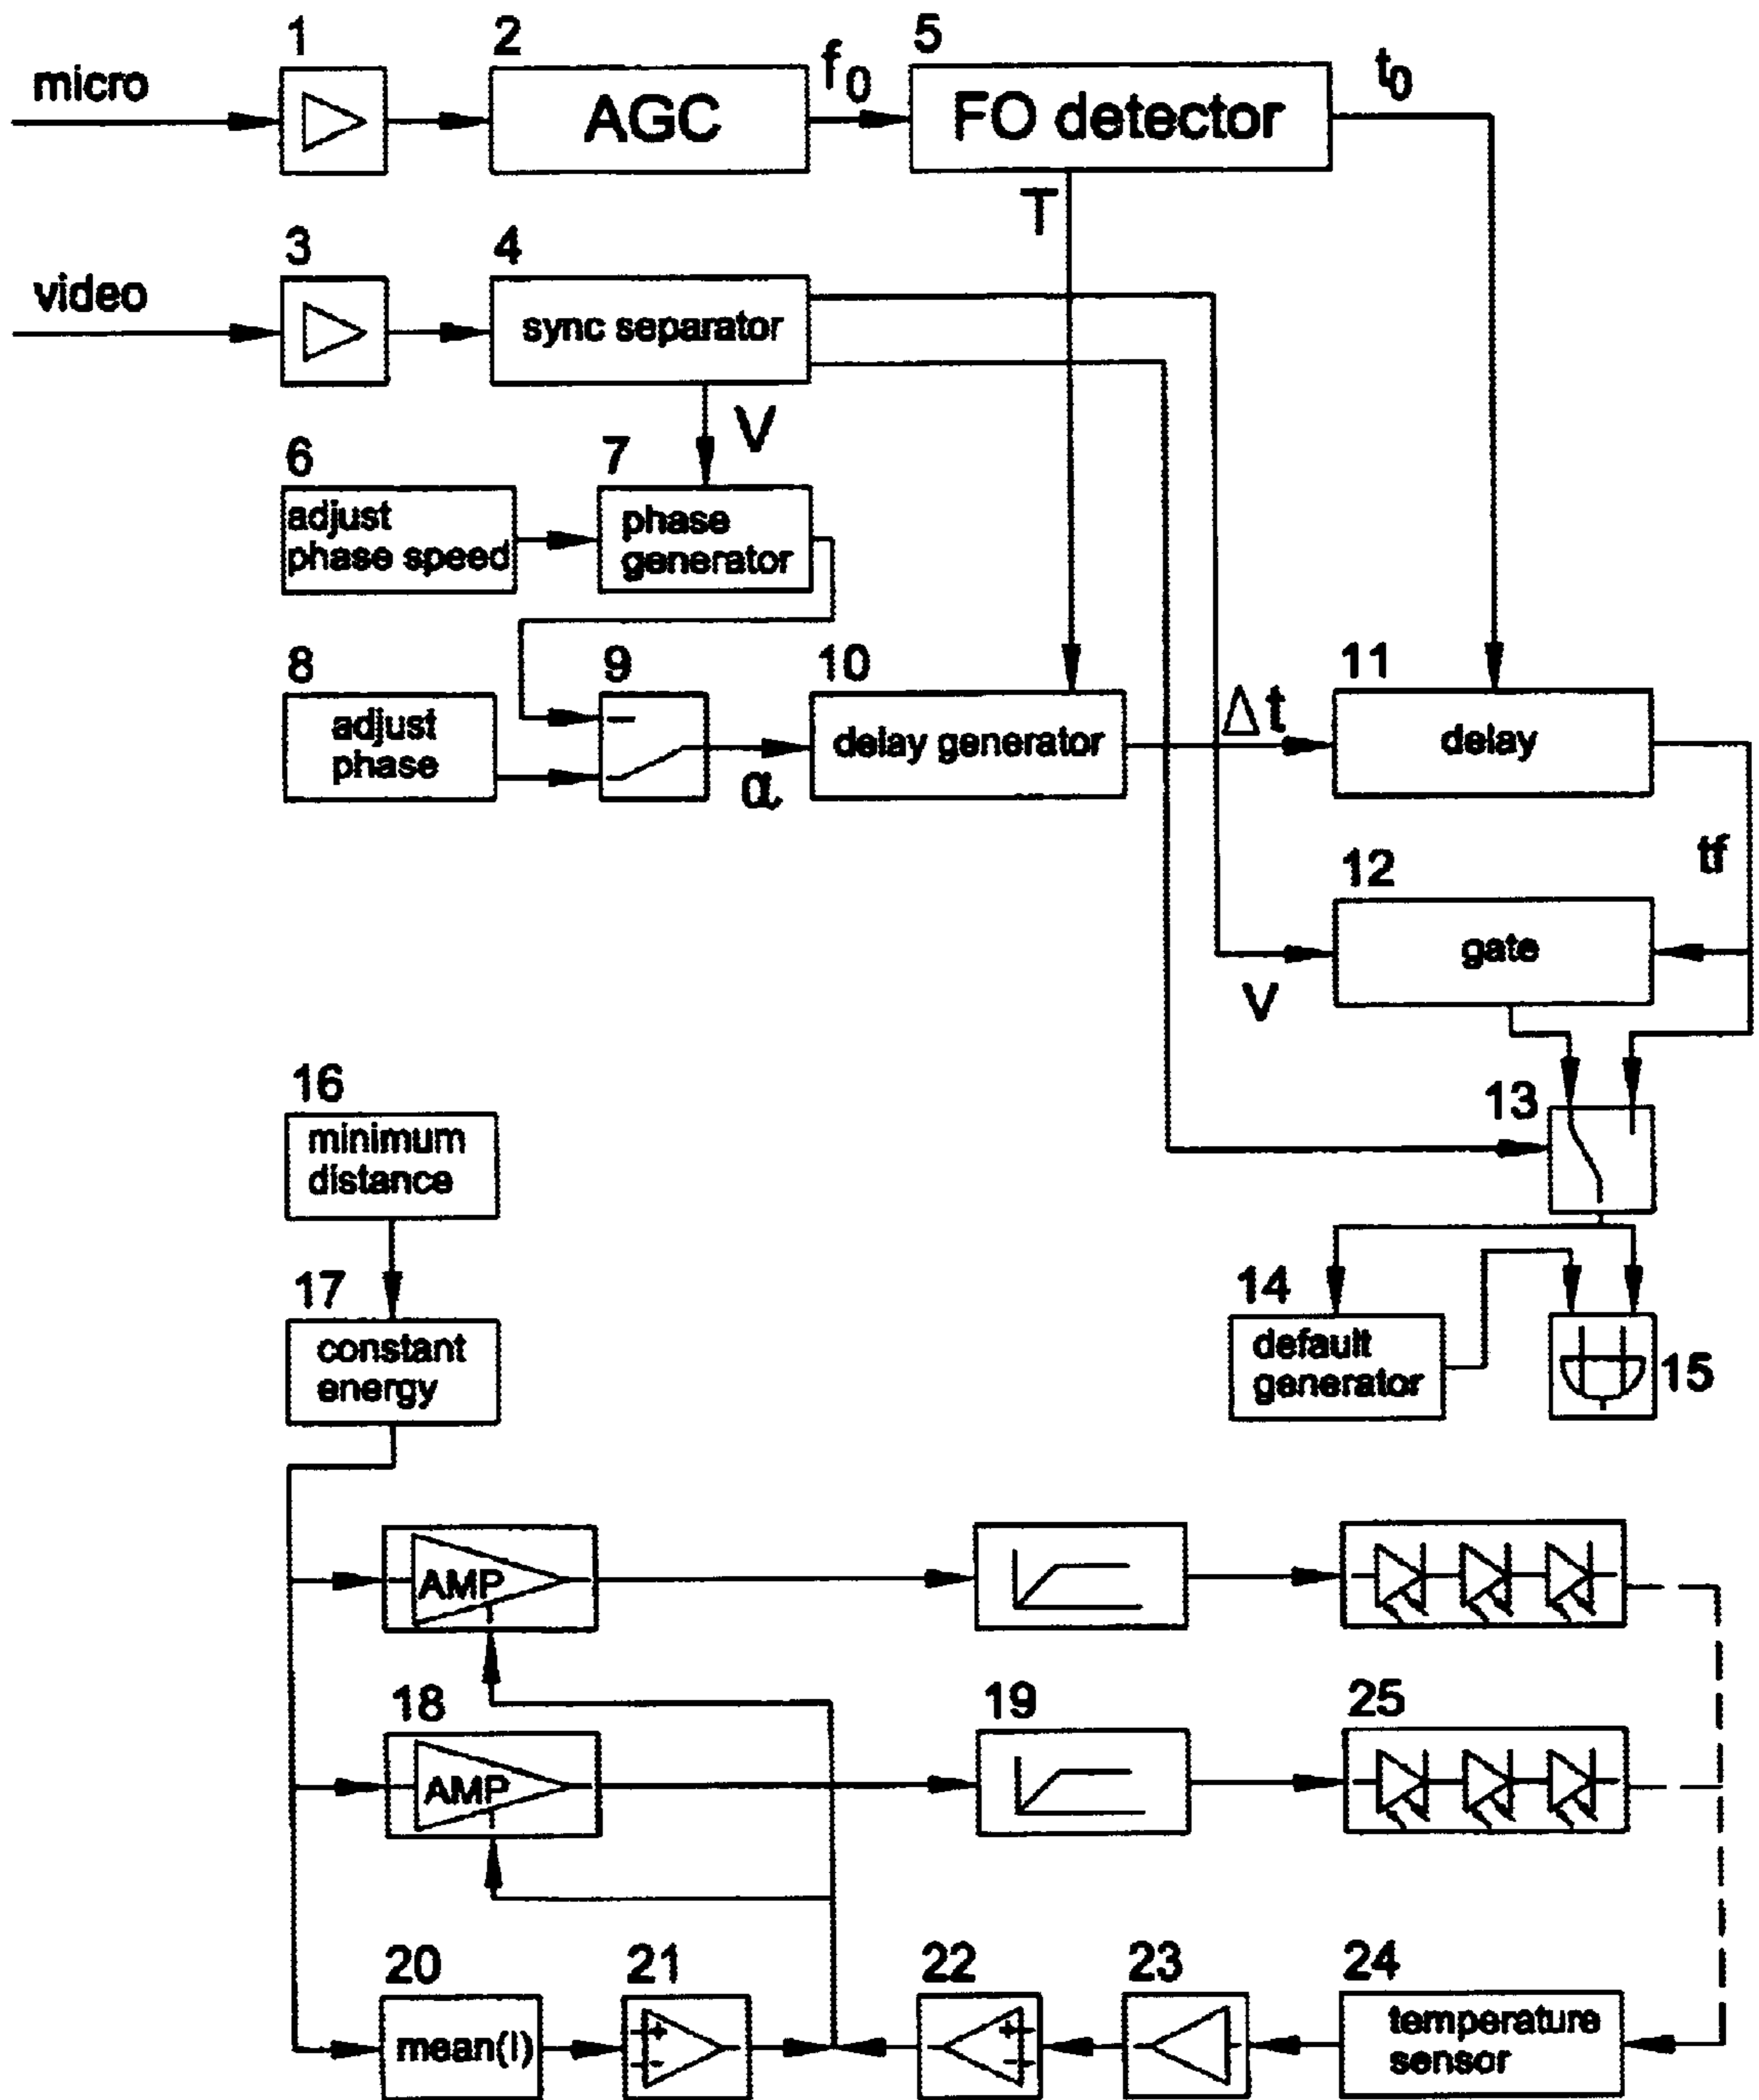 1
2
5
micro
AGC
f0
FO detector
t0
T
3
4
video
sync separator
V
6
7
adjust
phase speed
phase
generator
8
9
10
11
adjust
phase
α
delay generator
Δt
delay
tf
12
gate
V
13
16
minimum
distance
14
default
generator
15
17
constant
energy
AMP
18
AMP
19
25
20
mean(I)
21
+
-
22
+
-
23
24
temperature
sensor